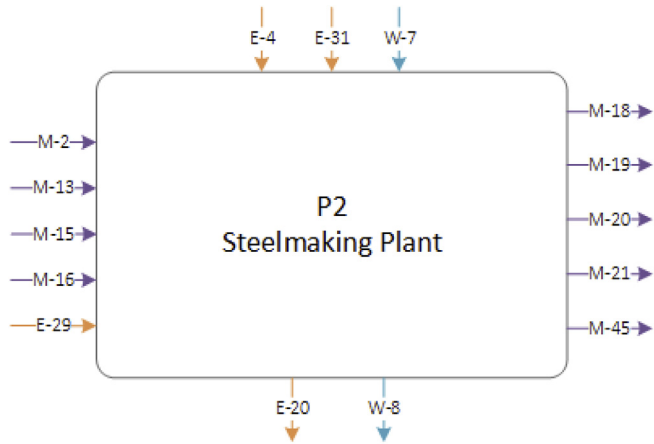 E-4 E-31 W-7
M-2
M-13
M-15
M-16
E-29
P2
Steelmaking Plant
M-18
M-19
M-20
M-21
M-45
E-20 W-8